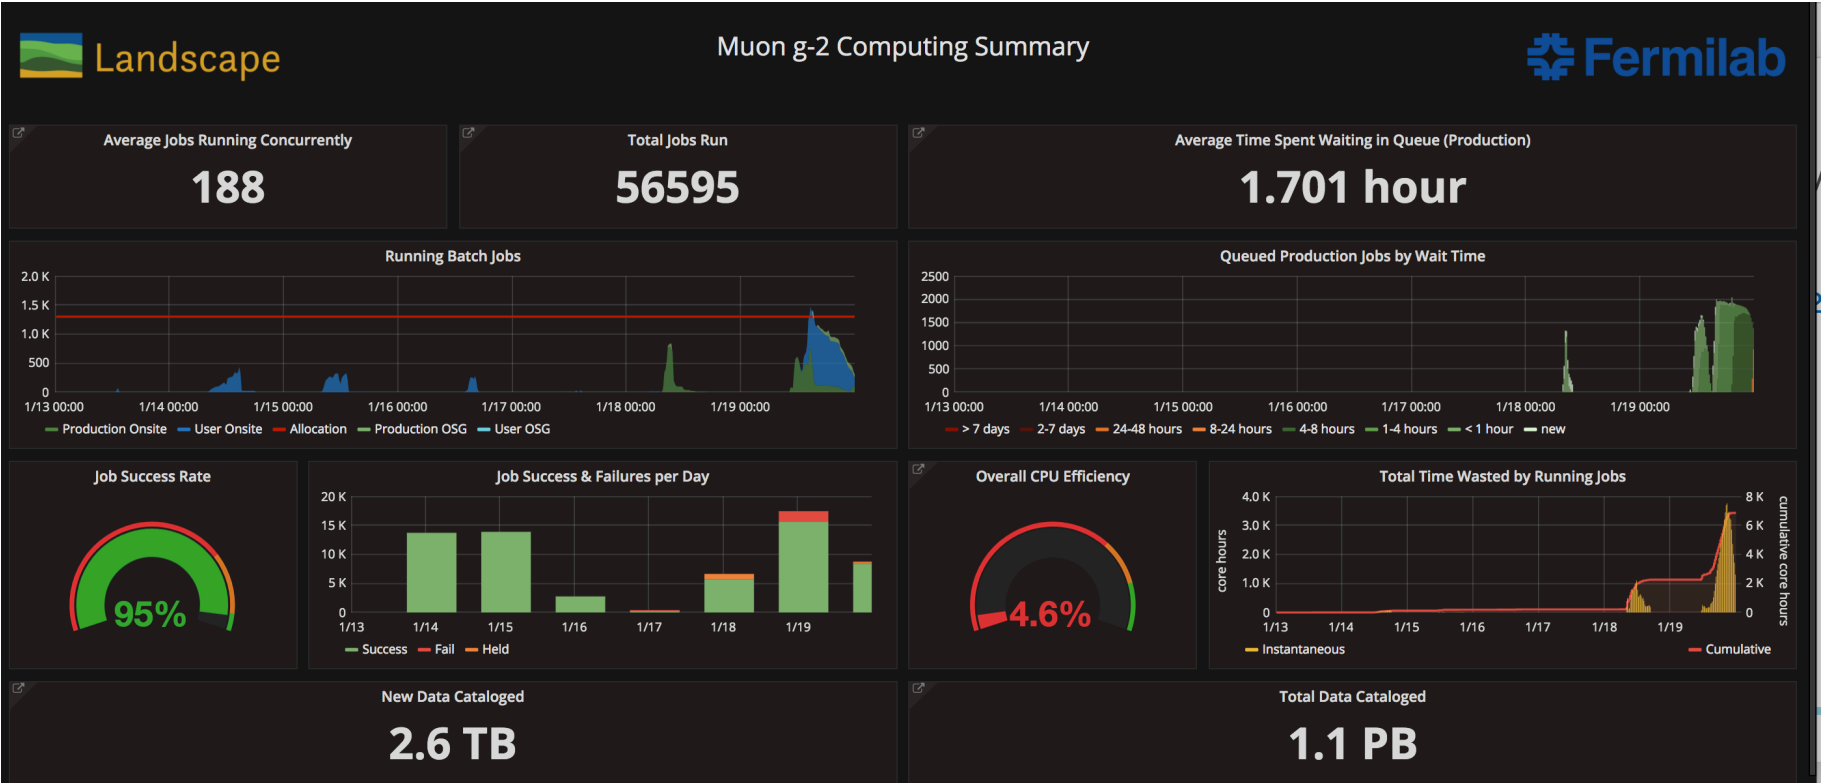 Landscape
Muon g-2 Computing Summary
Fermilab
Average Jobs Running Concurrently
188
Total Jobs Run
56595
Average Time Spent Waiting in Queue (Production)
1.701 hour
Running Batch Jobs
2.0 K
1.5 K
1.0 K
500
0
1/13 00:00 1/14 00:00 1/15 00:00 1/16 00:00 1/17 00:00 1/18 00:00 1/19 00:00
Production Onsite User Onsite Allocation Production OSG User OSG
Queued Production Jobs by Wait Time
2500
2000
1500
1000
500
0
1/13 00:00 1/14 00:00 1/15 00:00 1/16 00:00 1/17 00:00 1/18 00:00 1/19 00:00
> 7 days 2-7 days 24-48 hours 8-24 hours 4-8 hours 1-4 hours < 1 hour new
Job Success Rate
95%
Job Success & Failures per Day
20 K
15 K
10 K
5 K
0
1/13 1/14 1/15 1/16 1/17 1/18 1/19
Success Fail Held
Overall CPU Efficiency
4.6%
Total Time Wasted by Running Jobs
core hours
4.0 K
3.0 K
2.0 K
1.0 K
0
8 K
6 K
4 K
2 K
0
cumulative core hours
1/13 1/14 1/15 1/16 1/17 1/18 1/19
Instantaneous Cumulative
New Data Cataloged
2.6 TB
Total Data Cataloged
1.1 PB